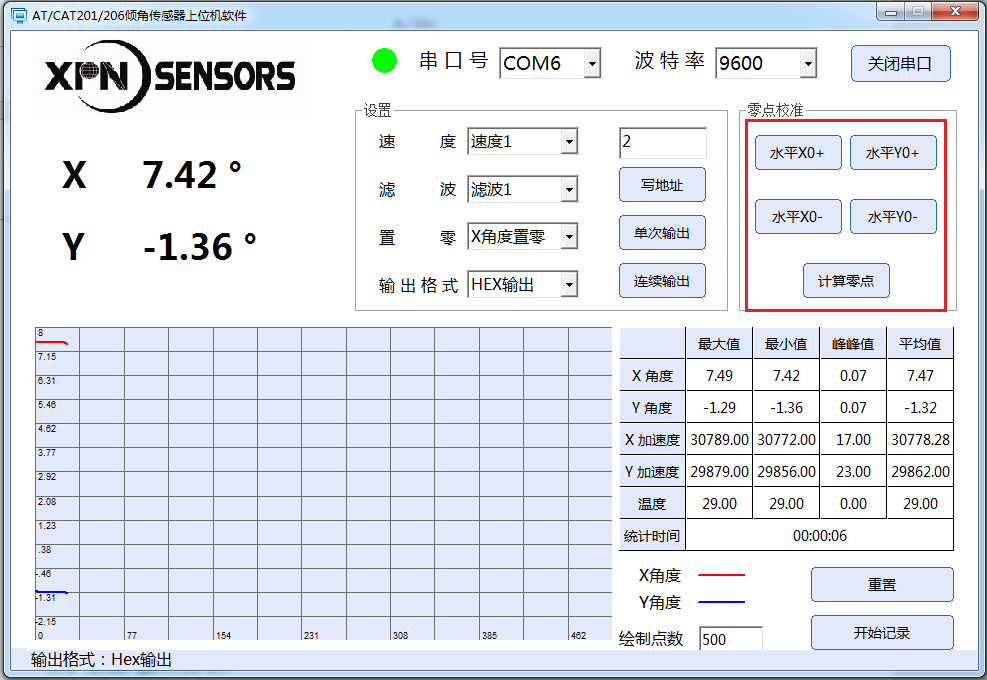 AT/CAT201/206倾角传感器上位机软件
XPN SENSORS
串口号 COM6 波特率 9600 关闭串口
设置
速度 速度1 2
滤波 滤波1 写地址
置零 X角度置零 单次输出
输出格式 HEX输出 连续输出
零点校准
水平X0+ 水平Y0+
水平X0- 水平Y0-
计算零点
X 7.42 °
Y -1.36 °
8
7.15
6.31
5.46
4.62
3.77
2.92
2.08
1.23
.38
-.46
-1.31
-2.15
0 77 154 231 308 385 462
最大值 最小值 峰峰值 平均值
X 角度 7.49 7.42 0.07 7.47
Y 角度 -1.29 -1.36 0.07 -1.32
X 加速度 30789.00 30772.00 17.00 30778.28
Y 加速度 29879.00 29856.00 23.00 29862.00
温度 29.00 29.00 0.00 29.00
统计时间 00:00:06
X角度
Y角度
绘制点数 500
重置
开始记录
输出格式：Hex输出